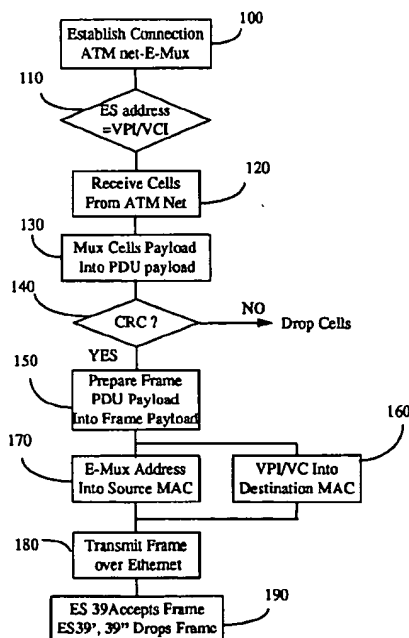 100
Establish Connection
ATM net-E-Mux
110
ES address
=VPI/VCI
120
Receive Cells
From ATM Net
130
Mux Cells Payload
Into PDU payload
140
CRC ?
NO
Drop Cells
YES
150
Prepare Frame
PDU Payload
Into Frame Payload
160
170
E-Mux Address
Into Source MAC
VPI/VC Into
Destination MAC
180
Transmit Frame
over Ethernet
190
ES 39Accepts Frame
ES39', 39" Drops Frame